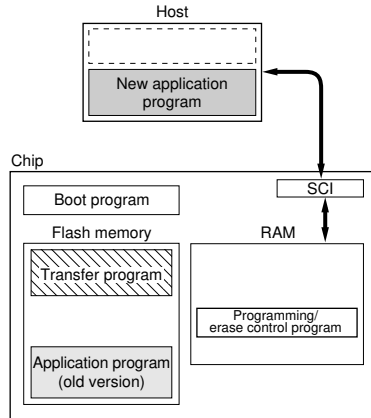 Host
New application
program
Chip
SCI
Boot program
Flash memory
RAM
Transfer program
Programming/
erase control program
Application program
(old version)